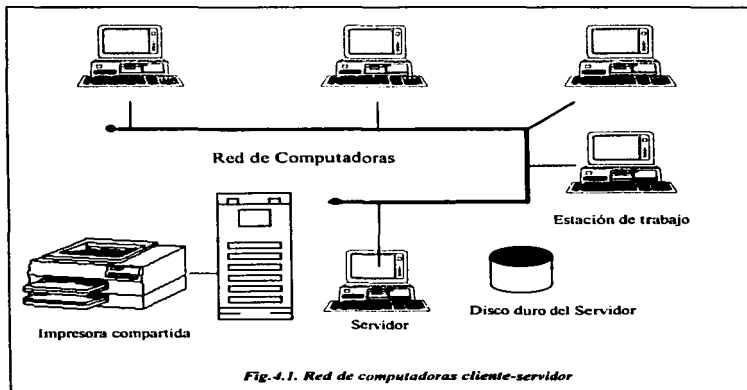 Red de Computadoras
Estación de trabajo
Impresora compartida
Servidor
Disco duro del Servidor
Fig.4.1. Red de computadoras cliente-servidor